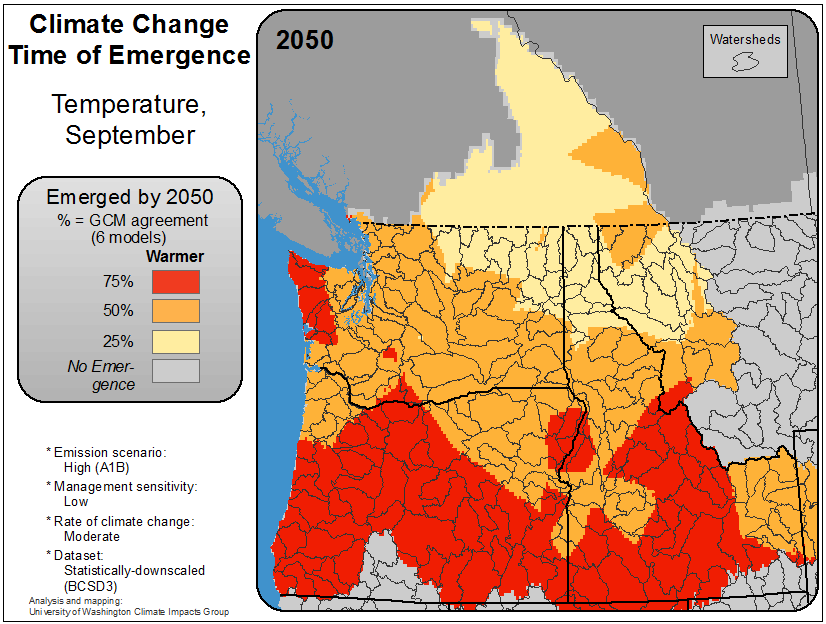 Climate Change
Time of Emergence
Temperature,
September
Emerged by 2050
% = GCM agreement
(6 models)
Warmer
75%
50%
25%
No Emer-
gence
* Emission scenario:
High (A1B)
* Management sensitivity:
Low
* Rate of climate change:
Moderate
* Dataset:
Statistically-downscaled
(BCSD3)
Analysis and mapping:
University of Washington Climate Impacts Group
2050
Watersheds